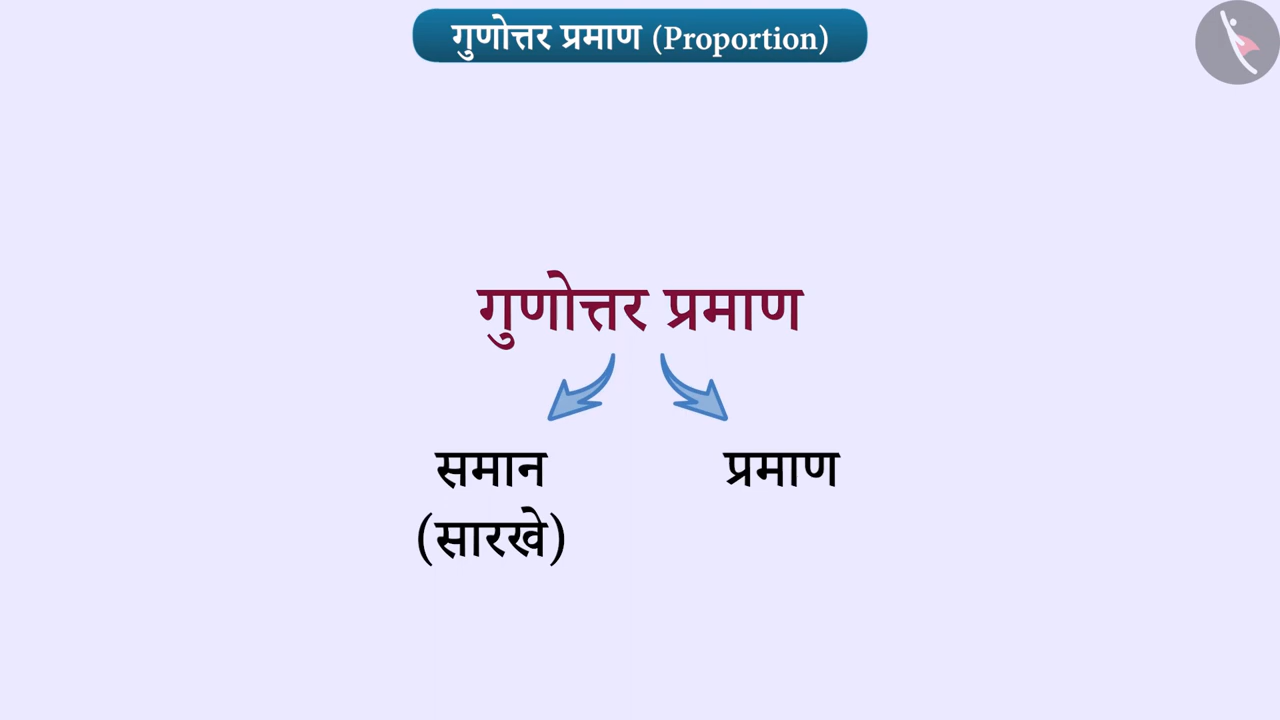 गुणोत्तर प्रमाण (Proportion)
गुणोत्तर प्रमाण
समान प्रमाण
(सारखे)